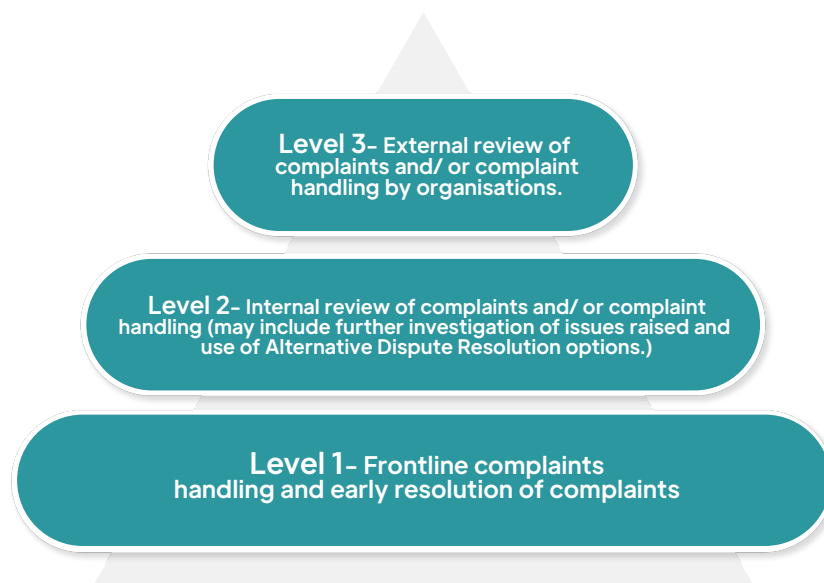 Level 3- External review of
complaints and/ or complaint
handling by organisations.
Level 2- Internal review of complaints and/ or complaint
handling (may include further investigation of issues raised and
use of Alternative Dispute Resolution options.)
Level 1- Frontline complaints
handling and early resolution of complaints